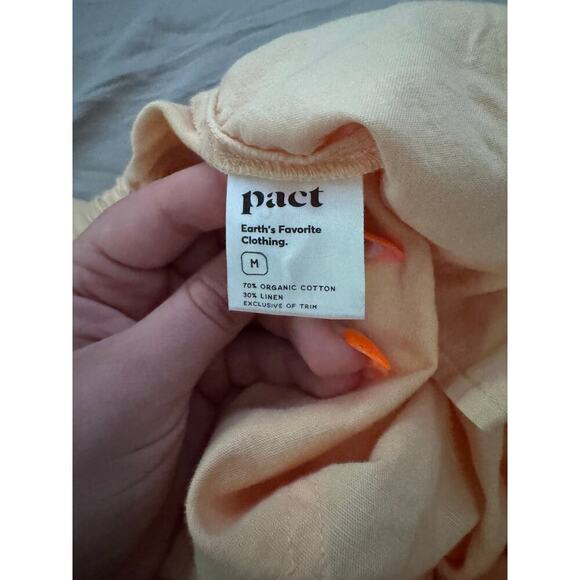 pact
Earth's Favorite
Clothing.
M
70% ORGANIC COTTON
30% LINEN
EXCLUSIVE OF TRIM